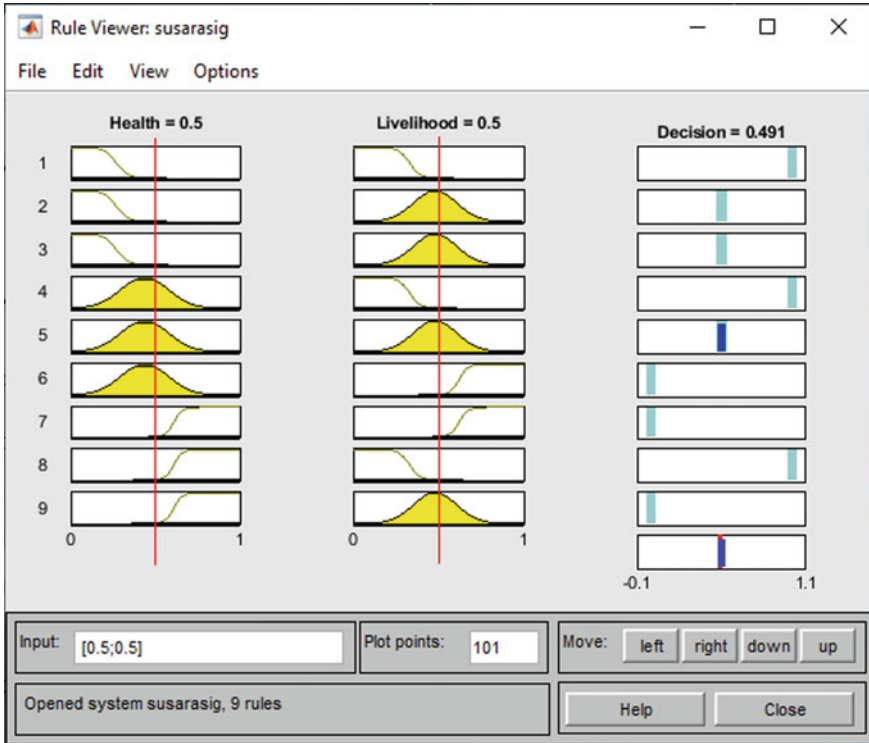 Rule Viewer: susarasig
File Edit View Options
Health = 0.5 Livelihood = 0.5 Decision = 0.491
1
2
3
4
5
6
7
8
9
0 1 0 1
-0.1 1.1
Input: [0.5;0.5] Plot points: 101 Move: left right down up
Opened system susarasig, 9 rules Help Close